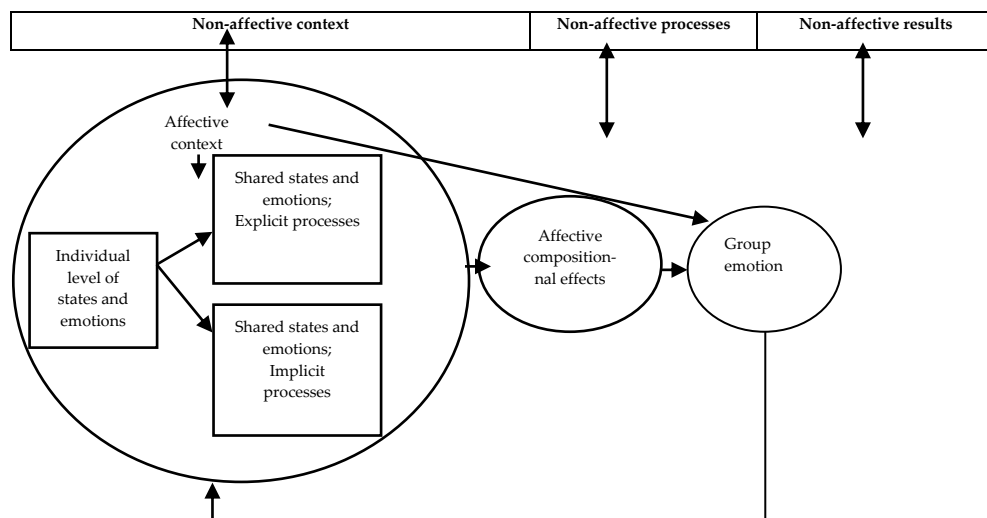 Non-affective context
Non-affective processes
Non-affective results
Affective
context
Shared states and
emotions;
Explicit processes
Individual
level of
states and
emotions
Shared states and
emotions;
Implicit
processes
Affective
composition-
nal effects
Group
emotion